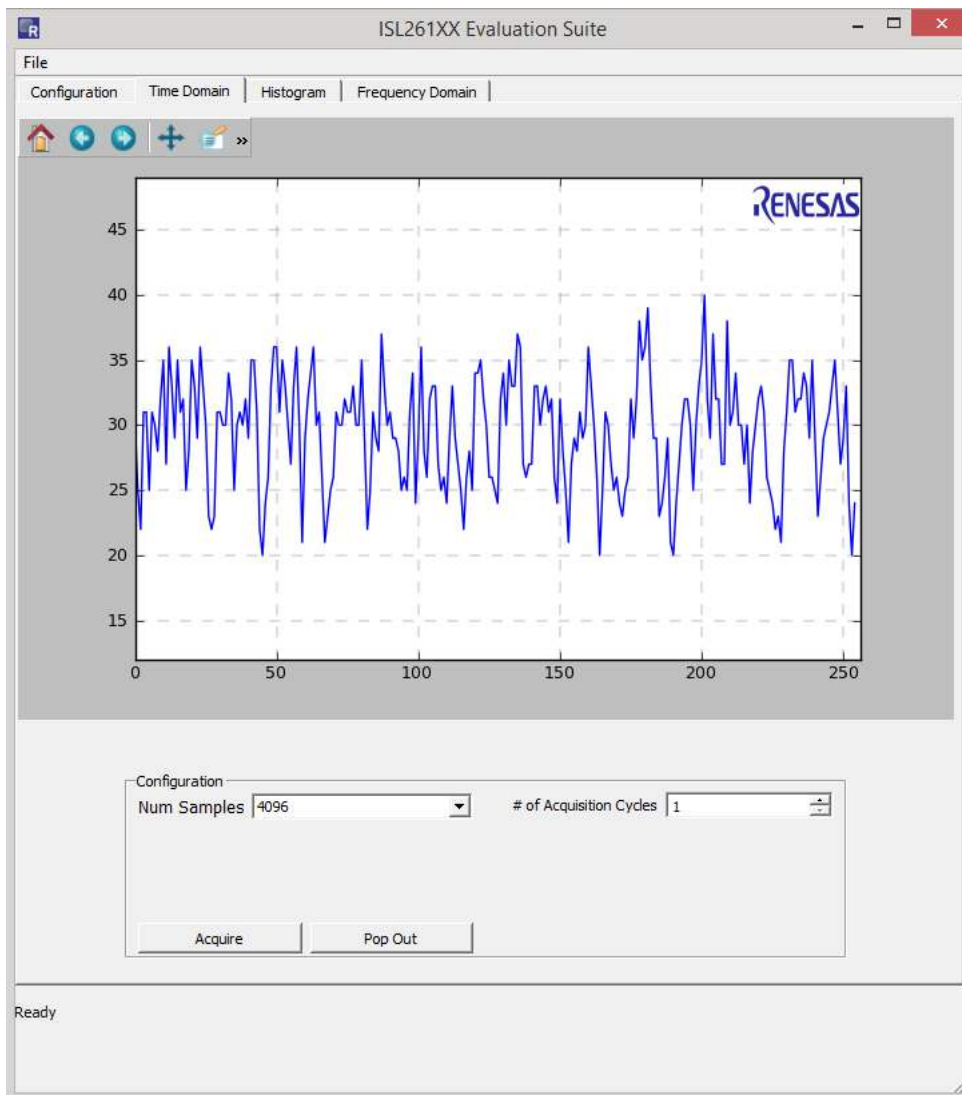 R
ISL261XX Evaluation Suite
File
Configuration Time Domain Histogram Frequency Domain
»
RENESAS
45
40
35
30
25
20
15
0 50 100 150 200 250
Configuration
Num Samples 4096 # of Acquisition Cycles 1
Acquire Pop Out
Ready